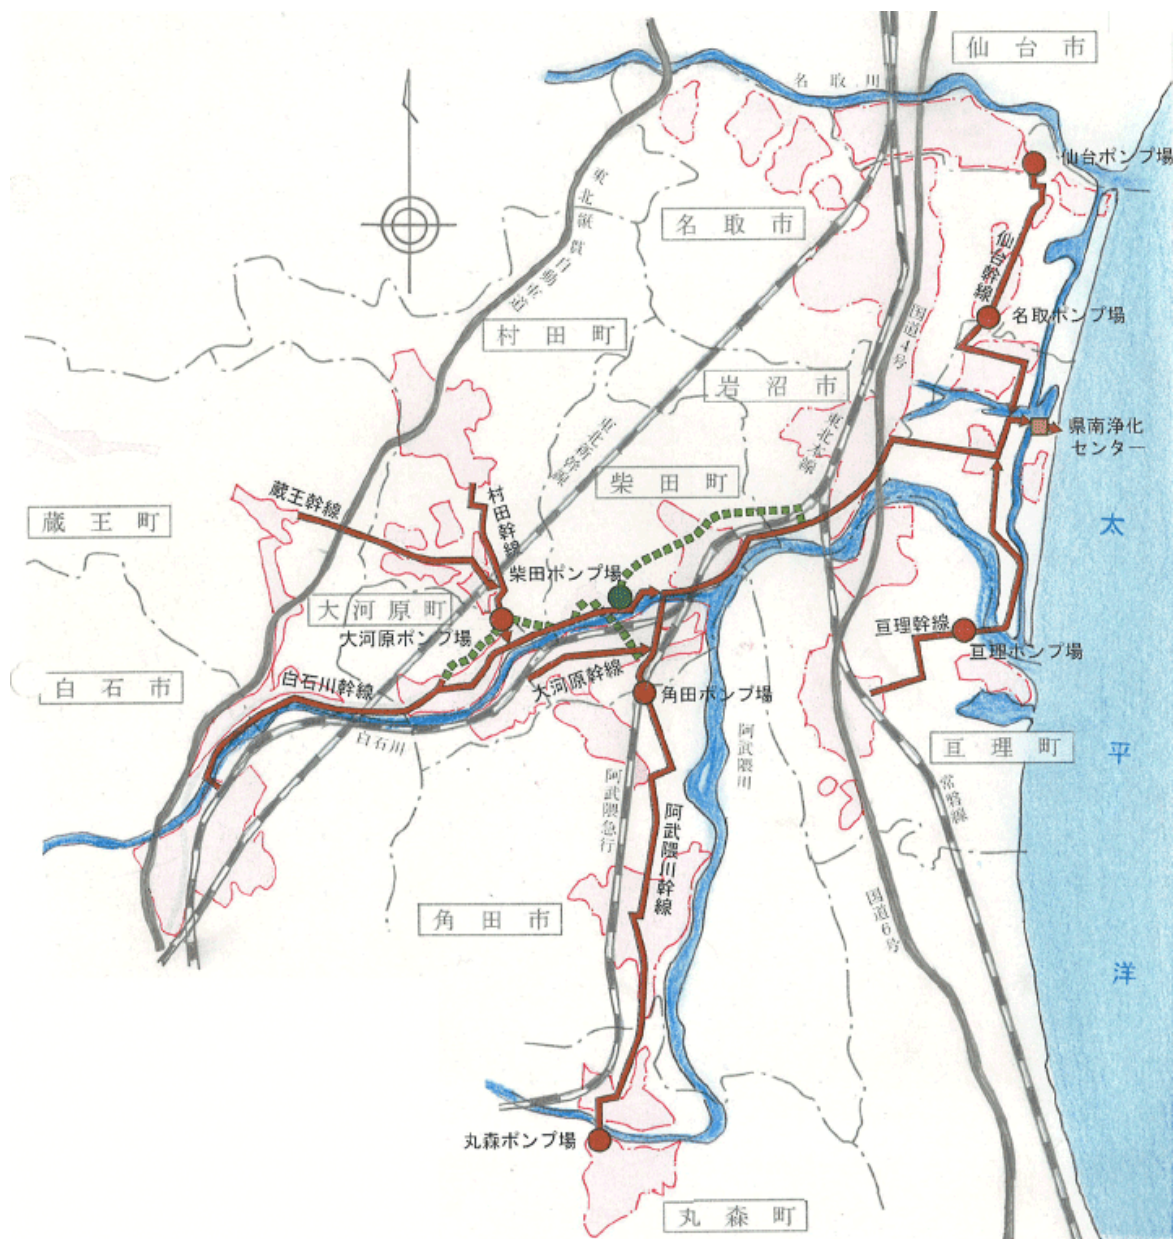 仙台市
名取川
仙台ポンプ場
東北縦貫自動車道
名取市
仙台幹線
名取ポンプ場
国道4号
村田町
岩沼市
東北本線
県南浄化
センター
東北新幹線
柴田町
蔵王幹線
村田幹線
蔵王町
太平洋
柴田ポンプ場
大河原町
大河原ポンプ場
亘理幹線
亘理ポンプ場
白石市
白石川幹線
大河原幹線
角田ポンプ場
白石川
阿武隈川
亘理町
阿武隈急行
常磐線
阿武隈川幹線
角田市
国道6号
丸森ポンプ場
丸森町